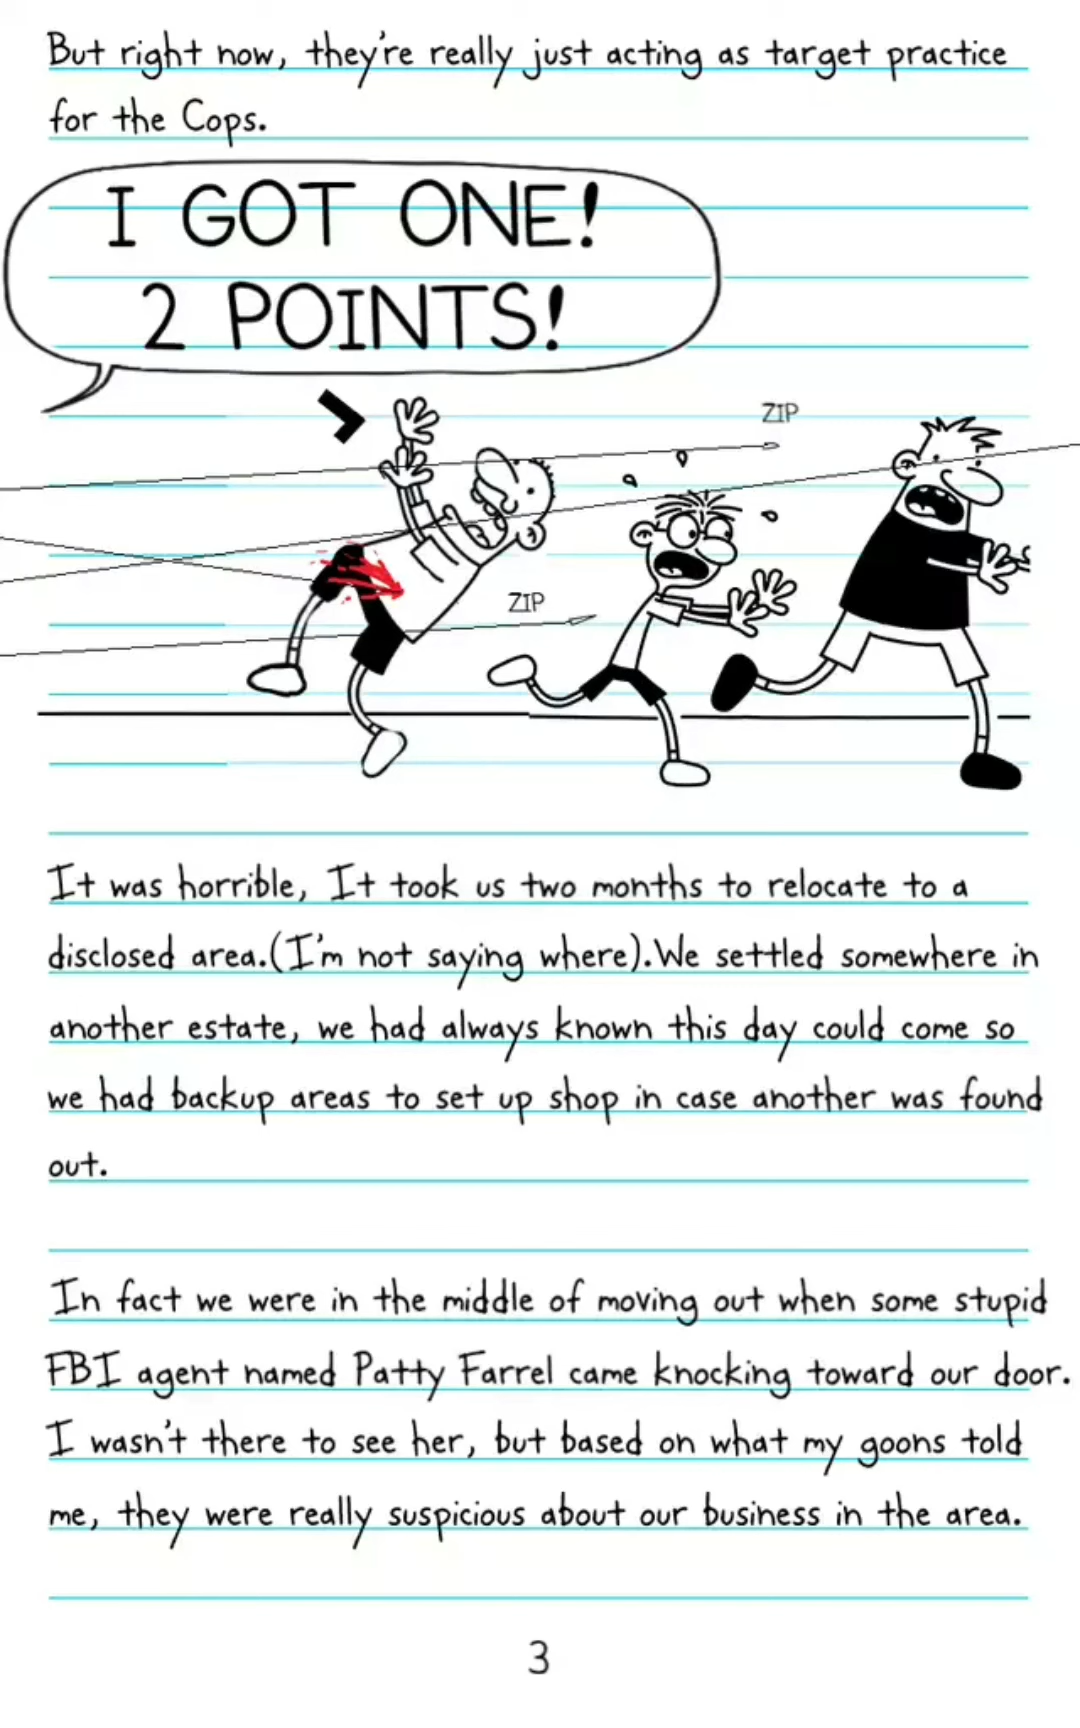 But right now, they're really just acting as target practice
for the Cops.
I GOT ONE!
2 POINTS!
ZIP
ZIP
It was horrible, It took us two months to relocate to a
disclosed area.(I'm not saying where).We settled somewhere in
another estate, we had always known this day could come so
we had backup areas to set up shop in case another was found
out.
In fact we were in the middle of moving out when some stupid
FBI agent named Patty Farrel came knocking toward our door.
I wasn't there to see her, but based on what my goons told
me, they were really suspicious about our business in the area.
3